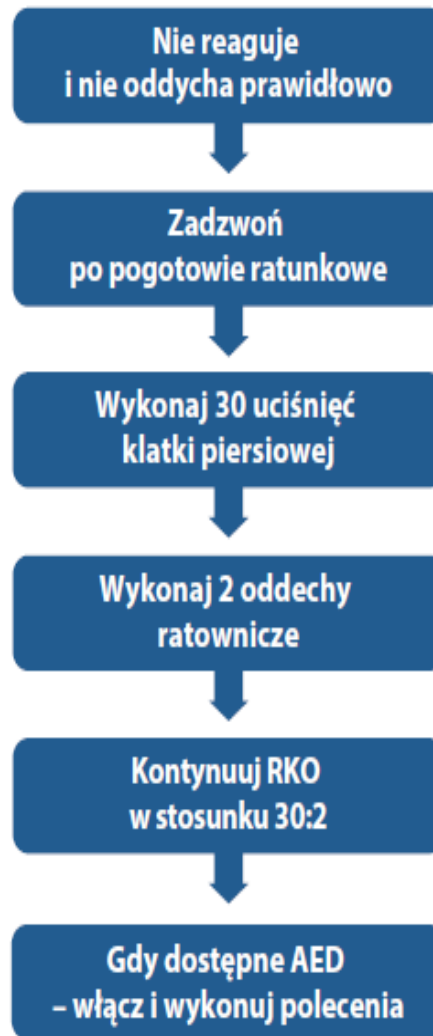 Nie reaguje
i nie oddycha prawidłowo
Zadzwoń
po pogotowie ratunkowe
Wykonaj 30 uciśnięć
klatki piersiowej
Wykonaj 2 oddechy
ratownicze
Kontynuuj RKO
w stosunku 30:2
Gdy dostępne AED
– włącz i wykonuj polecenia